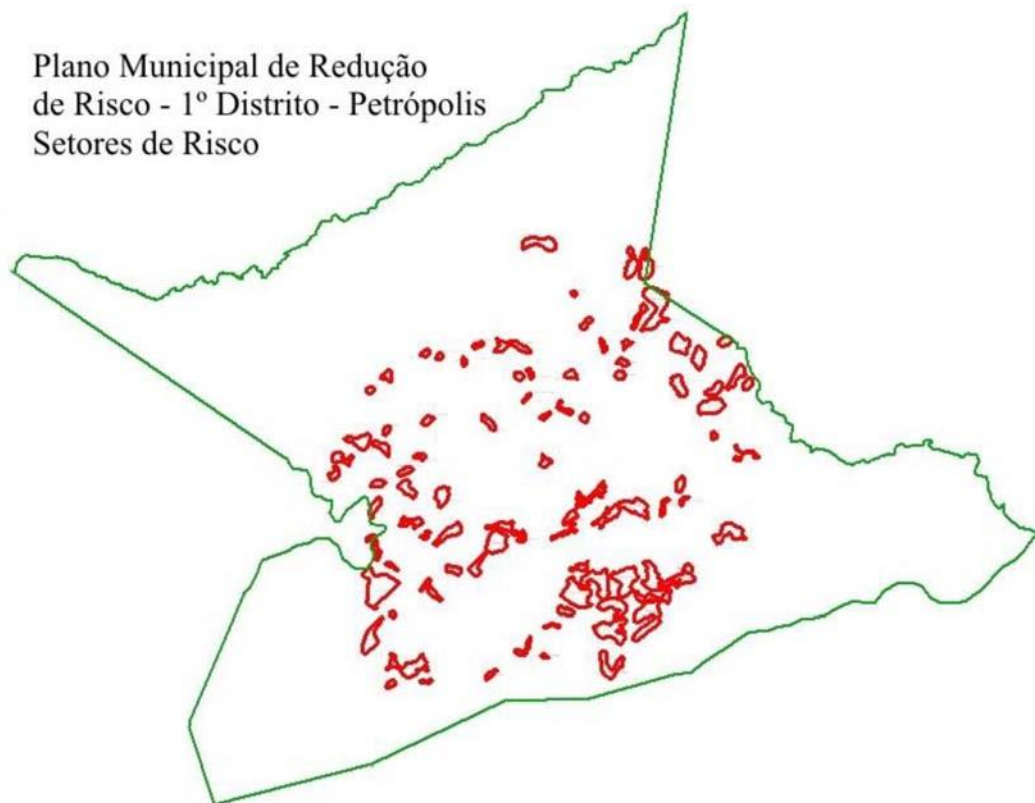 Plano Municipal de Redução
de Risco - 1º Distrito - Petrópolis
Setores de Risco